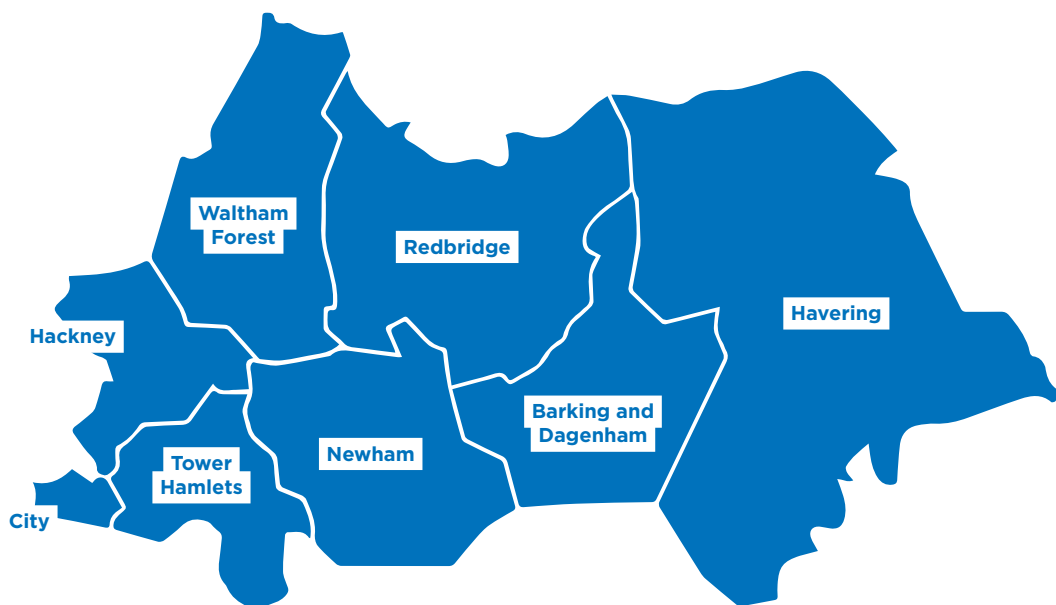 Waltham
Forest
Redbridge
Havering
Hackney
Barking and
Dagenham
Newham
Tower
Hamlets
City